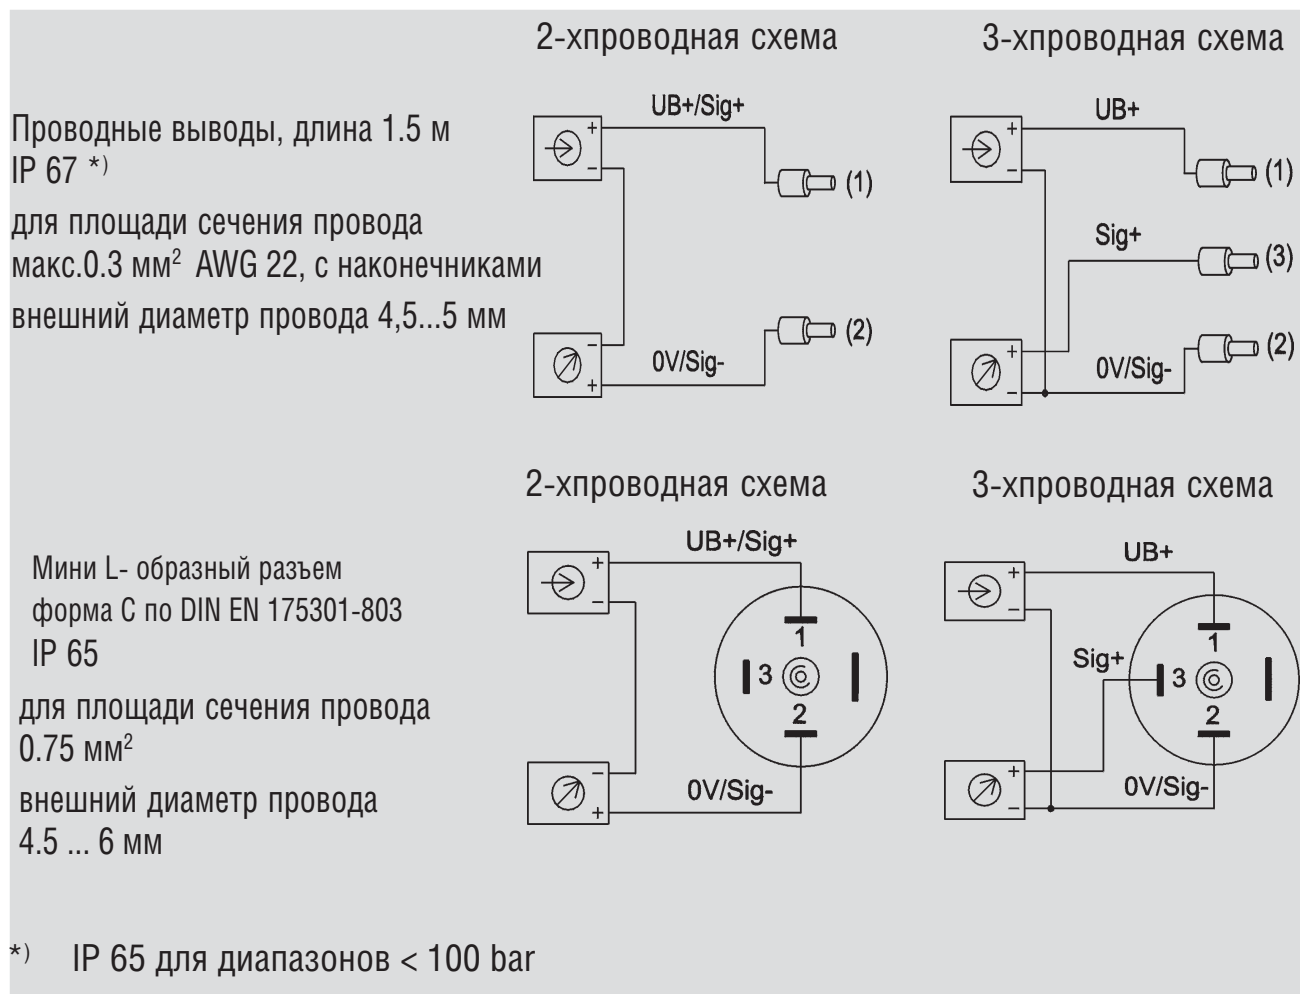 2-хпроводная схема
3-хпроводная схема
Проводные выводы, длина 1.5 м
IP 67 *)
для площади сечения провода
макс.0.3 мм² AWG 22, с наконечниками
внешний диаметр провода 4,5...5 мм
UB+/Sig+
+
−
(1)
(2)
−
+
0V/Sig-
UB+
+
−
(1)
Sig+
(3)
+
−
0V/Sig-
(2)
2-хпроводная схема
3-хпроводная схема
Мини L- образный разъем
форма C по DIN EN 175301-803
IP 65
для площади сечения провода
0.75 мм²
внешний диаметр провода
4.5 ... 6 мм
UB+/Sig+
+
−
1
3
2
−
+
0V/Sig-
UB+
+
−
1
Sig+
3
2
+
−
0V/Sig-
*) IP 65 для диапазонов < 100 bar